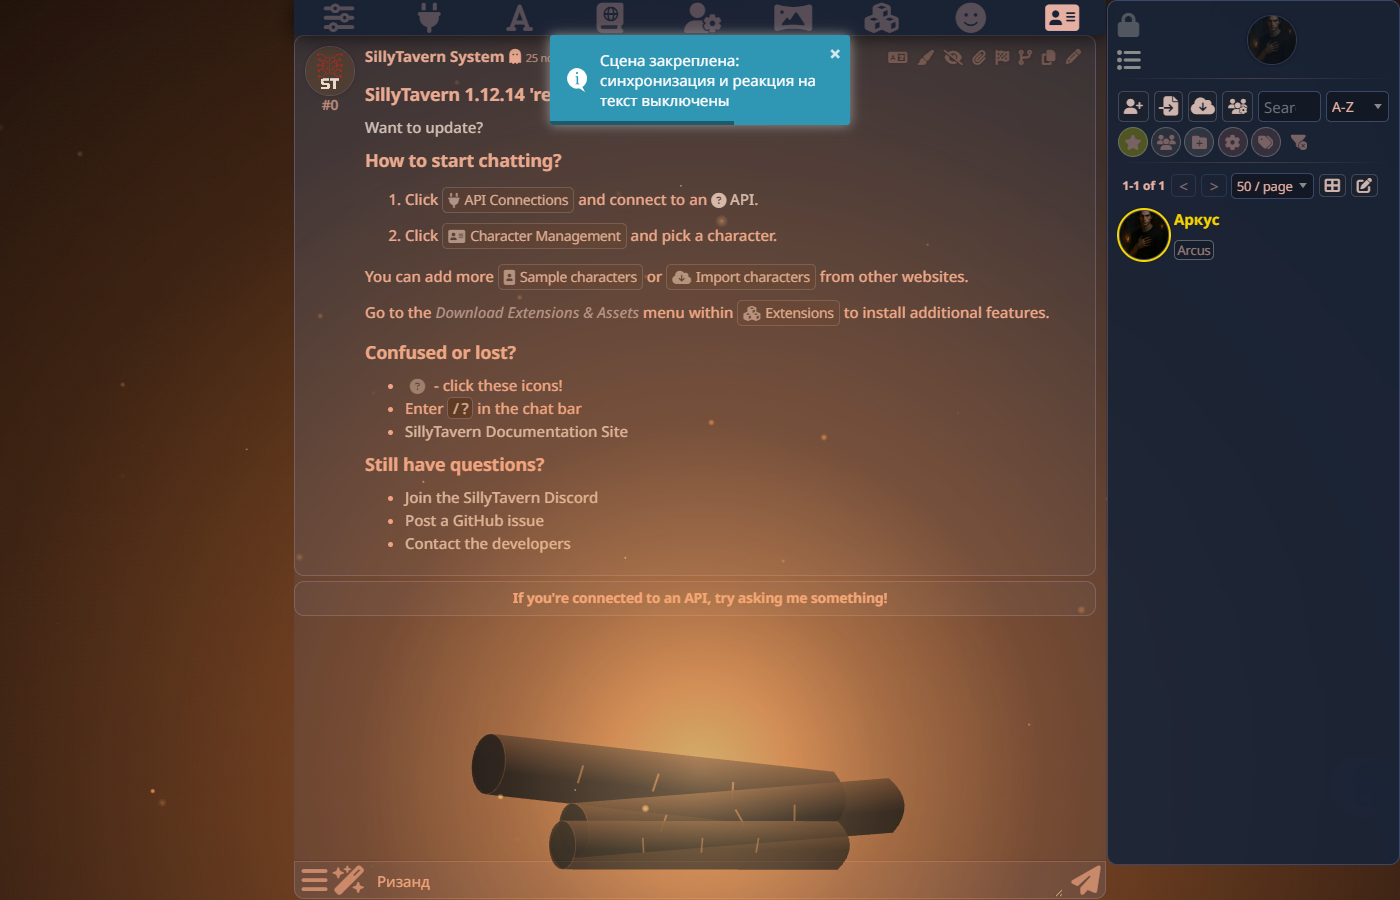 SillyTavern System 25 no
ST
#0
SillyTavern 1.12.14 're
Want to update?
How to start chatting?
1. Click API Connections and connect to an ? API.
2. Click Character Management and pick a character.
You can add more Sample characters or Import characters from other websites.
Go to the Download Extensions & Assets menu within Extensions to install additional features.
Confused or lost?
• ? - click these icons!
• Enter /? in the chat bar
• SillyTavern Documentation Site
Still have questions?
• Join the SillyTavern Discord
• Post a GitHub issue
• Contact the developers
If you're connected to an API, try asking me something!
Ризанд
Сцена закреплена:
синхронизация и реакция на
текст выключены
×
Sear
A-Z
1-1 of 1 < > 50 / page
Аркус
Arcus